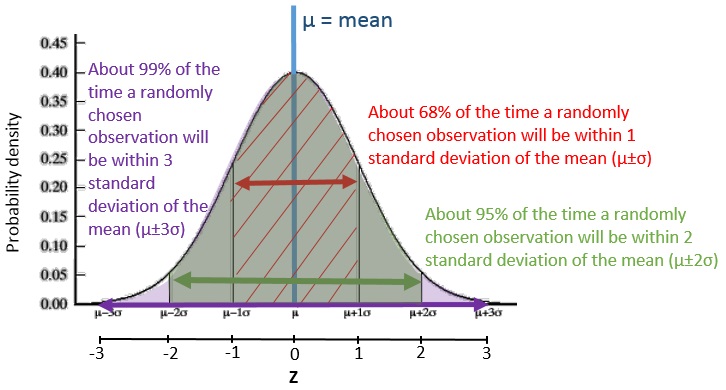 μ = mean
Probability density
0.45
0.40
0.35
0.30
0.25
0.20
0.15
0.10
0.05
0.00
About 99% of the
time a randomly
chosen
observation will
be within 3
standard
deviation of the
mean (μ±3σ)
About 68% of the time a randomly
chosen observation will be within 1
standard deviation of the mean (μ±σ)
About 95% of the time a randomly
chosen observation will be within 2
standard deviation of the mean (μ±2σ)
μ−3σ μ−2σ μ−1σ μ μ+1σ μ+2σ μ+3σ
-3 -2 -1 0 1 2 3
Z